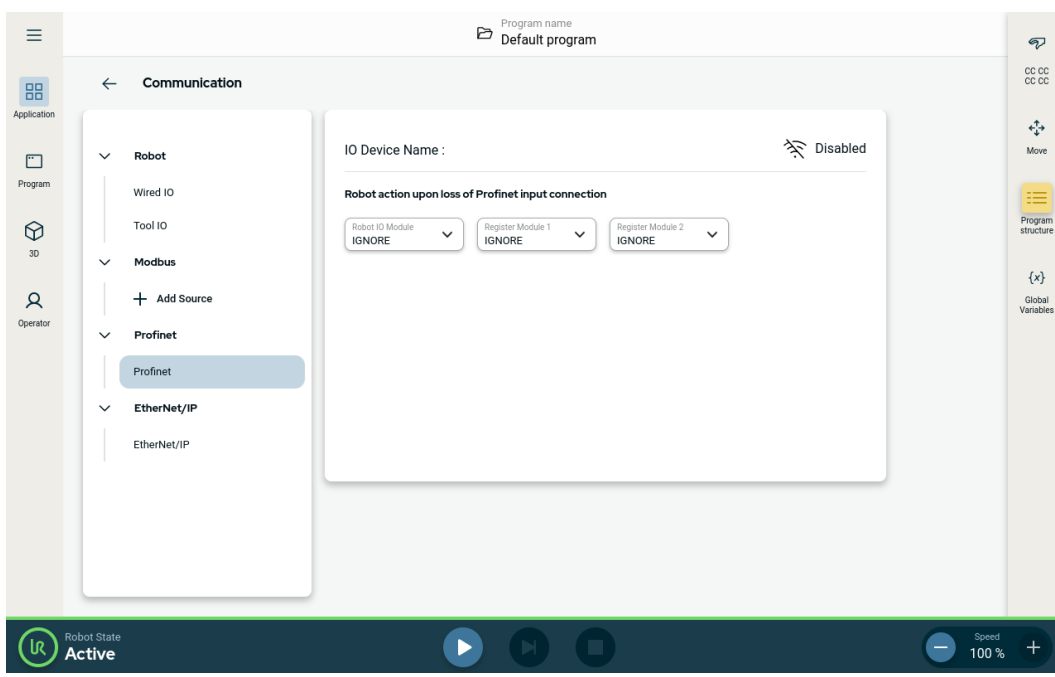 Program name
Default program
Application
Program
3D
Operator
Communication
Robot
Wired IO
Tool IO
Modbus
Add Source
Profinet
Profinet
EtherNet/IP
EtherNet/IP
IO Device Name :
Disabled
Robot action upon loss of Profinet input connection
Robot IO Module
IGNORE
Register Module 1
IGNORE
Register Module 2
IGNORE
CC CC
CC CC
Move
Program
structure
{x}
Global
Variables
UR
Robot State
Active
Speed
100 %